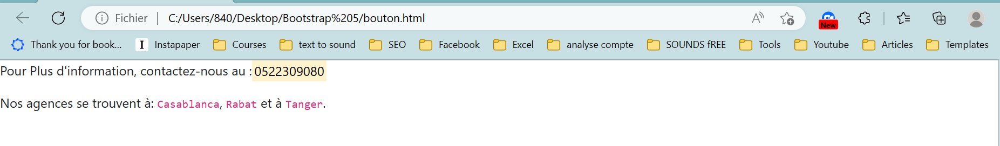 Fichier | C:/Users/840/Desktop/Bootstrap%205/bouton.html
New
Thank you for book... Instapaper Courses text to sound SEO Facebook Excel analyse compte SOUNDS fREE Tools Youtube Articles Templates
Pour Plus d'information, contactez-nous au : 0522309080
Nos agences se trouvent à: Casablanca, Rabat et à Tanger.